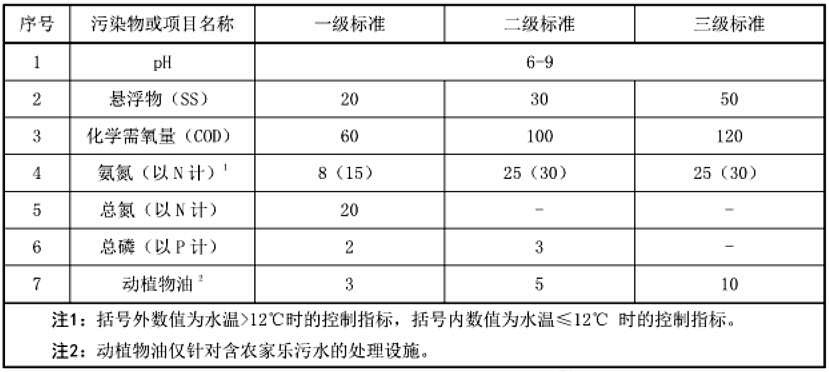 序号 污染物或项目名称 一级标准 二级标准 三级标准
1 pH 6-9
2 悬浮物（SS） 20 30 50
3 化学需氧量（COD） 60 100 120
4 氨氮（以N计）1 8（15） 25（30） 25（30）
5 总氮（以N计） 20 - -
6 总磷（以P计） 2 3 -
7 动植物油2 3 5 10
注1：括号外数值为水温>12℃时的控制指标，括号内数值为水温≤12℃ 时的控制指标。
注2：动植物油仅针对含农家乐污水的处理设施。